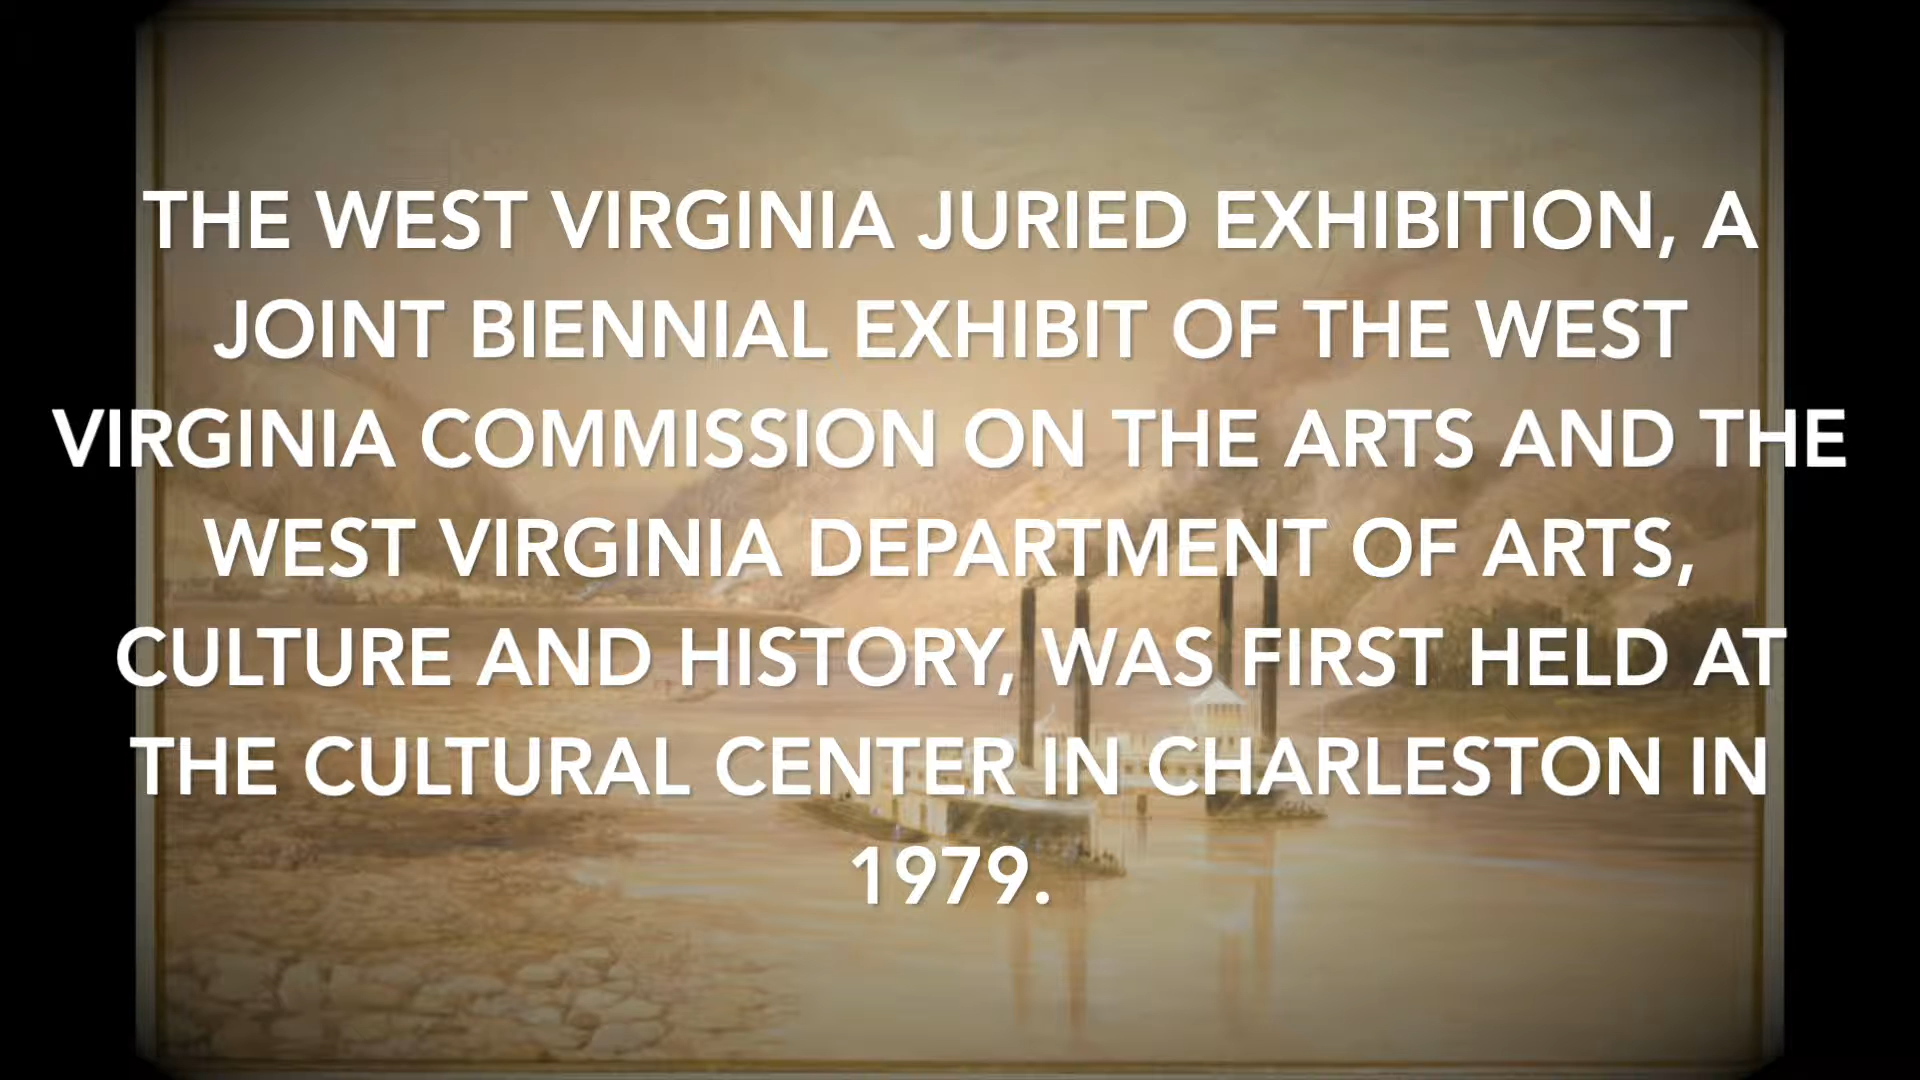 THE WEST VIRGINIA JURIED EXHIBITION, A
JOINT BIENNIAL EXHIBIT OF THE WEST
VIRGINIA COMMISSION ON THE ARTS AND THE
WEST VIRGINIA DEPARTMENT OF ARTS,
CULTURE AND HISTORY, WAS FIRST HELD AT
THE CULTURAL CENTER IN CHARLESTON IN
1979.